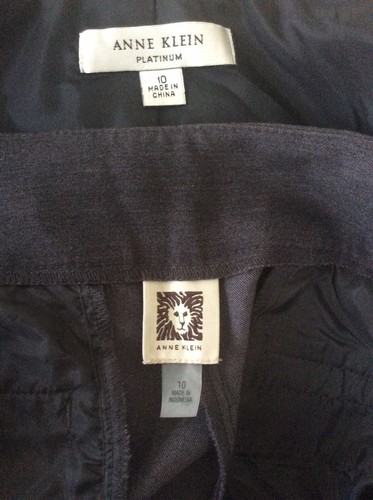 ANNE KLEIN
PLATINUM
10
MADE IN
CHINA
ANNE KLEIN
10
MADE IN
INDONESIA